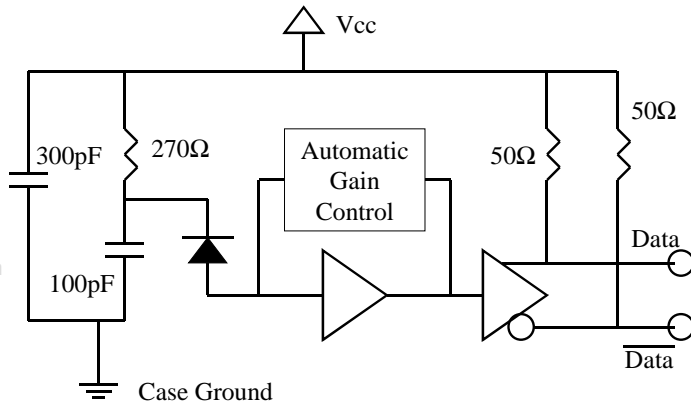 Vcc
50Ω
300pF
270Ω
Automatic
Gain
Control
50Ω
Data
100pF
Data
Case Ground